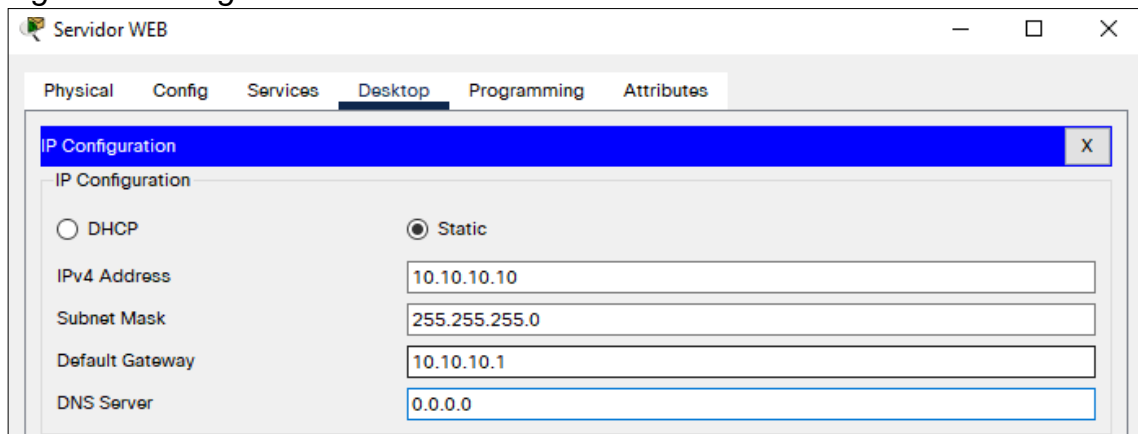 Servidor WEB
Physical Config Services Desktop Programming Attributes
IP Configuration X
IP Configuration
DHCP Static
IPv4 Address 10.10.10.10
Subnet Mask 255.255.255.0
Default Gateway 10.10.10.1
DNS Server 0.0.0.0